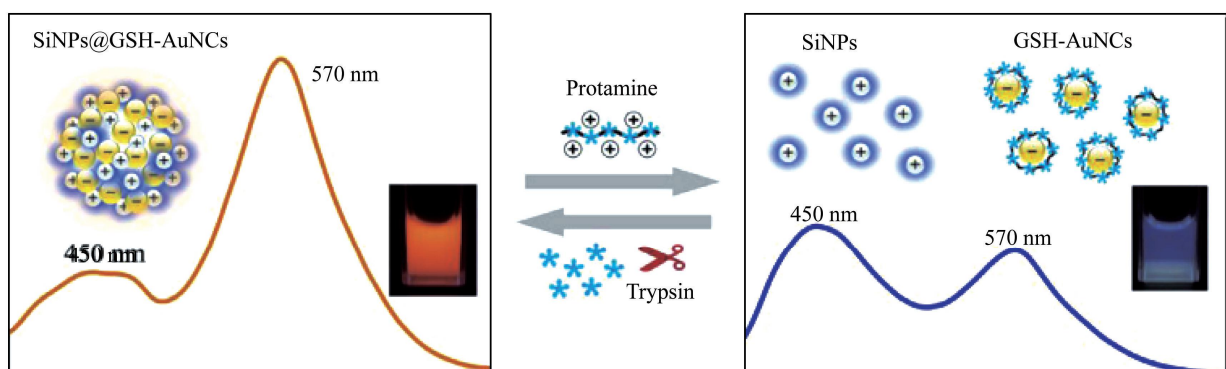 SiNPs@GSH-AuNCs
570 nm
450 nm
Protamine
Trypsin
SiNPs
GSH-AuNCs
450 nm
570 nm